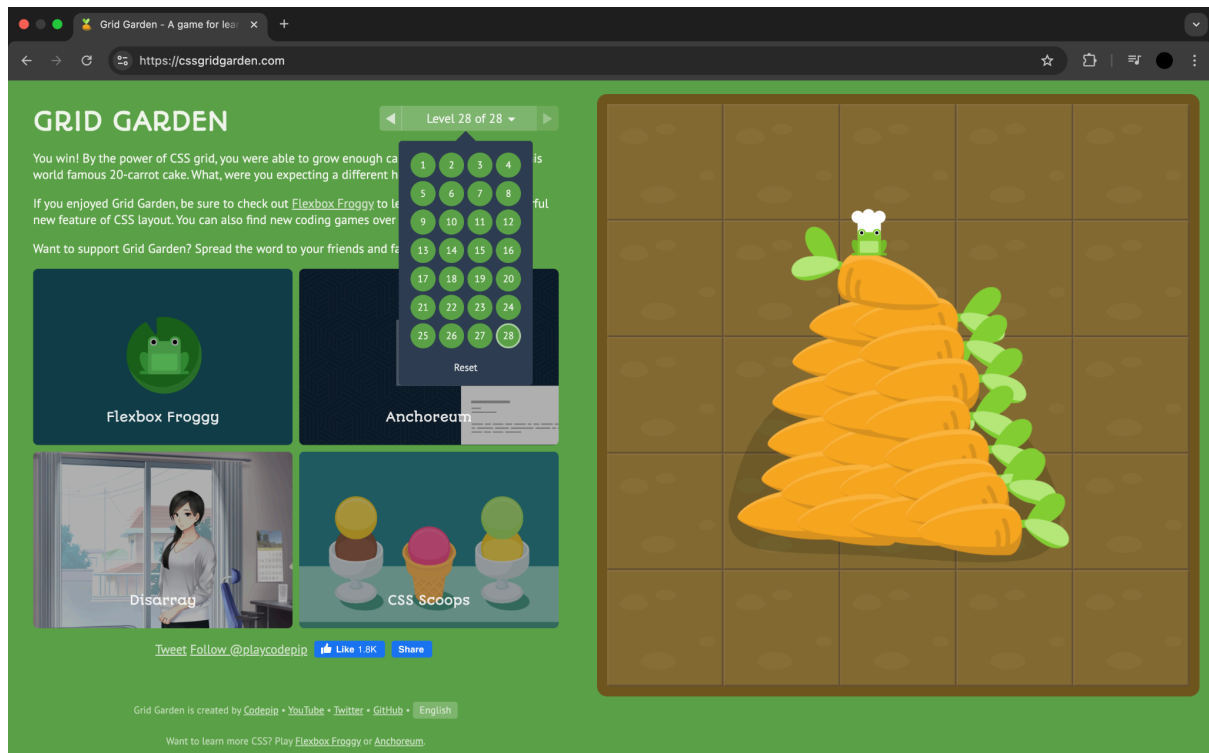 Grid Garden - A game for lear
https://cssgridgarden.com
GRID GARDEN
Level 28 of 28
You win! By the power of CSS grid, you were able to grow enough ca
is
world famous 20-carrot cake. What, were you expecting a different h
If you enjoyed Grid Garden, be sure to check out Flexbox Froggy to le
ful
new feature of CSS layout. You can also find new coding games over
Want to support Grid Garden? Spread the word to your friends and fa
1 2 3 4
5 6 7 8
9 10 11 12
13 14 15 16
17 18 19 20
21 22 23 24
25 26 27 28
Reset
Flexbox Froggy
Anchoreum
Disarray
CSS Scoops
Tweet Follow @playcodepip Like 1.8K Share
Grid Garden is created by Codepip • YouTube • Twitter • GitHub • English
Want to learn more CSS? Play Flexbox Froggy or Anchoreum.